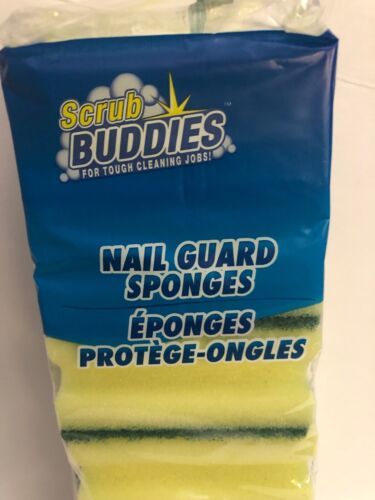 Scrub
BUDDIES
FOR TOUGH CLEANING JOBS!
NAIL GUARD
SPONGES
ÉPONGES
PROTÈGE-ONGLES